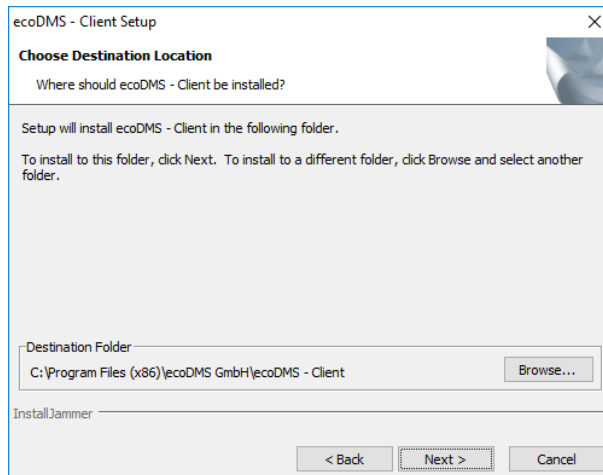 ecoDMS - Client Setup
Choose Destination Location
Where should ecoDMS - Client be installed?
Setup will install ecoDMS - Client in the following folder.
To install to this folder, click Next.  To install to a different folder, click Browse and select another
folder.
Destination Folder
C:\Program Files (x86)\ecoDMS GmbH\ecoDMS - Client
Browse...
InstallJammer
< Back
Next >
Cancel